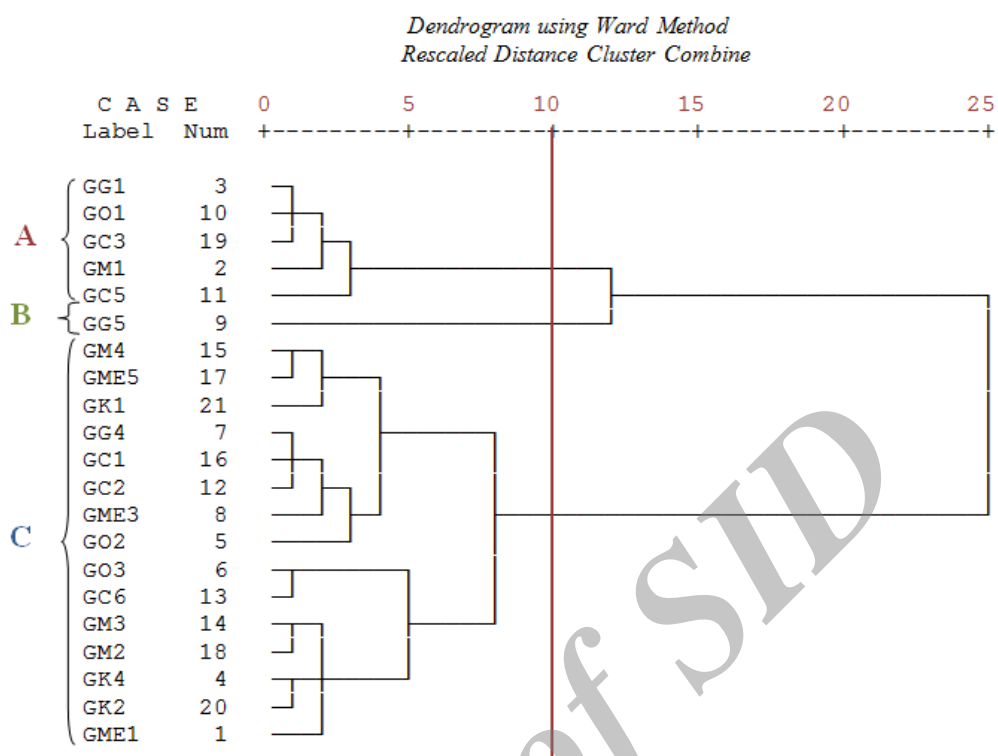 Dendrogram using Ward Method
Rescaled Distance Cluster Combine
C A S E 0 5 10 15 20 25
Label Num +---------+---------+---------+---------+---------+
GG1 3
GO1 10
A GC3 19
GM1 2
GC5 11
B GG5 9
GM4 15
GME5 17
GK1 21
GG4 7
GC1 16
GC2 12
GME3 8
C GO2 5
GO3 6
GC6 13
GM3 14
GM2 18
GK4 4
GK2 20
GME1 1
of SID